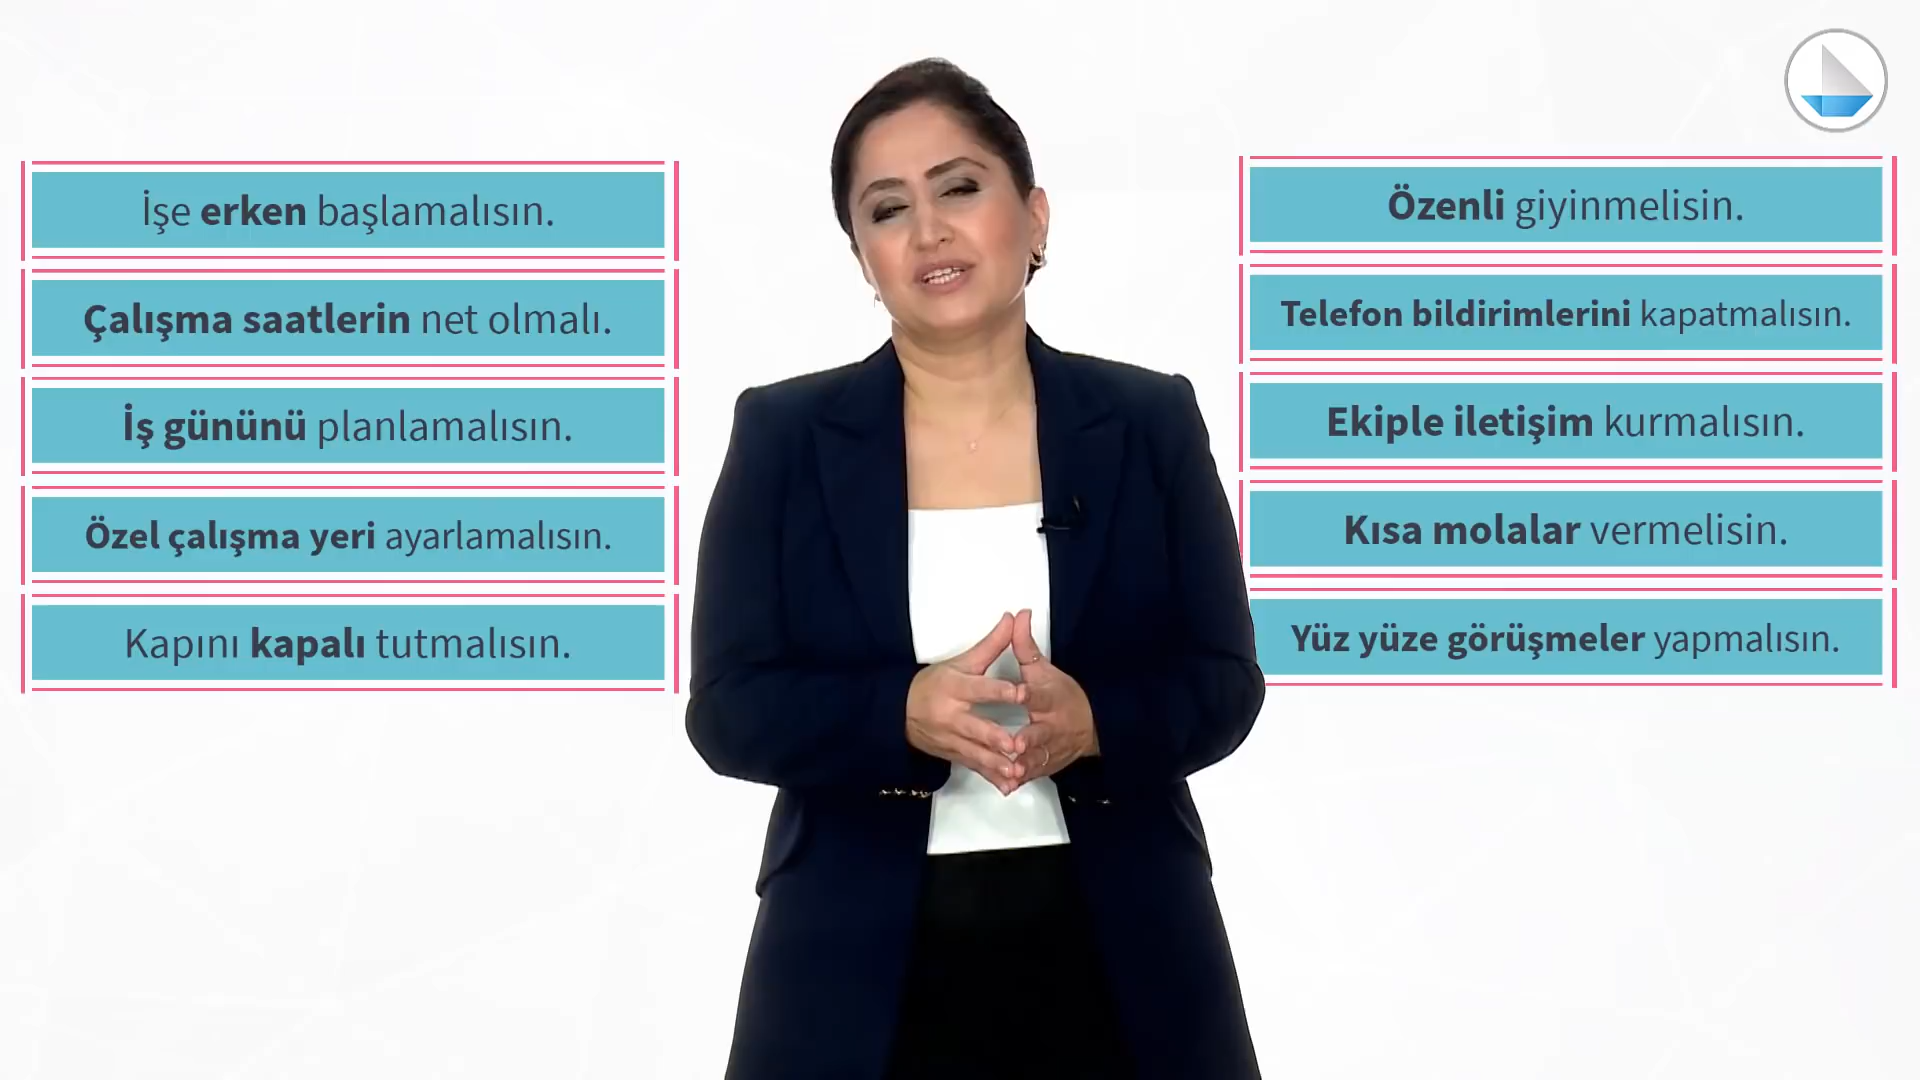 İşe erken başlamalısın.
Çalışma saatlerin net olmalı.
İş gününü planlamalısın.
Özel çalışma yeri ayarlamalısın.
Kapını kapalı tutmalısın.
Özenli giyinmelisin.
Telefon bildirimlerini kapatmalısın.
Ekiple iletişim kurmalısın.
Kısa molalar vermelisin.
Yüz yüze görüşmeler yapmalısın.